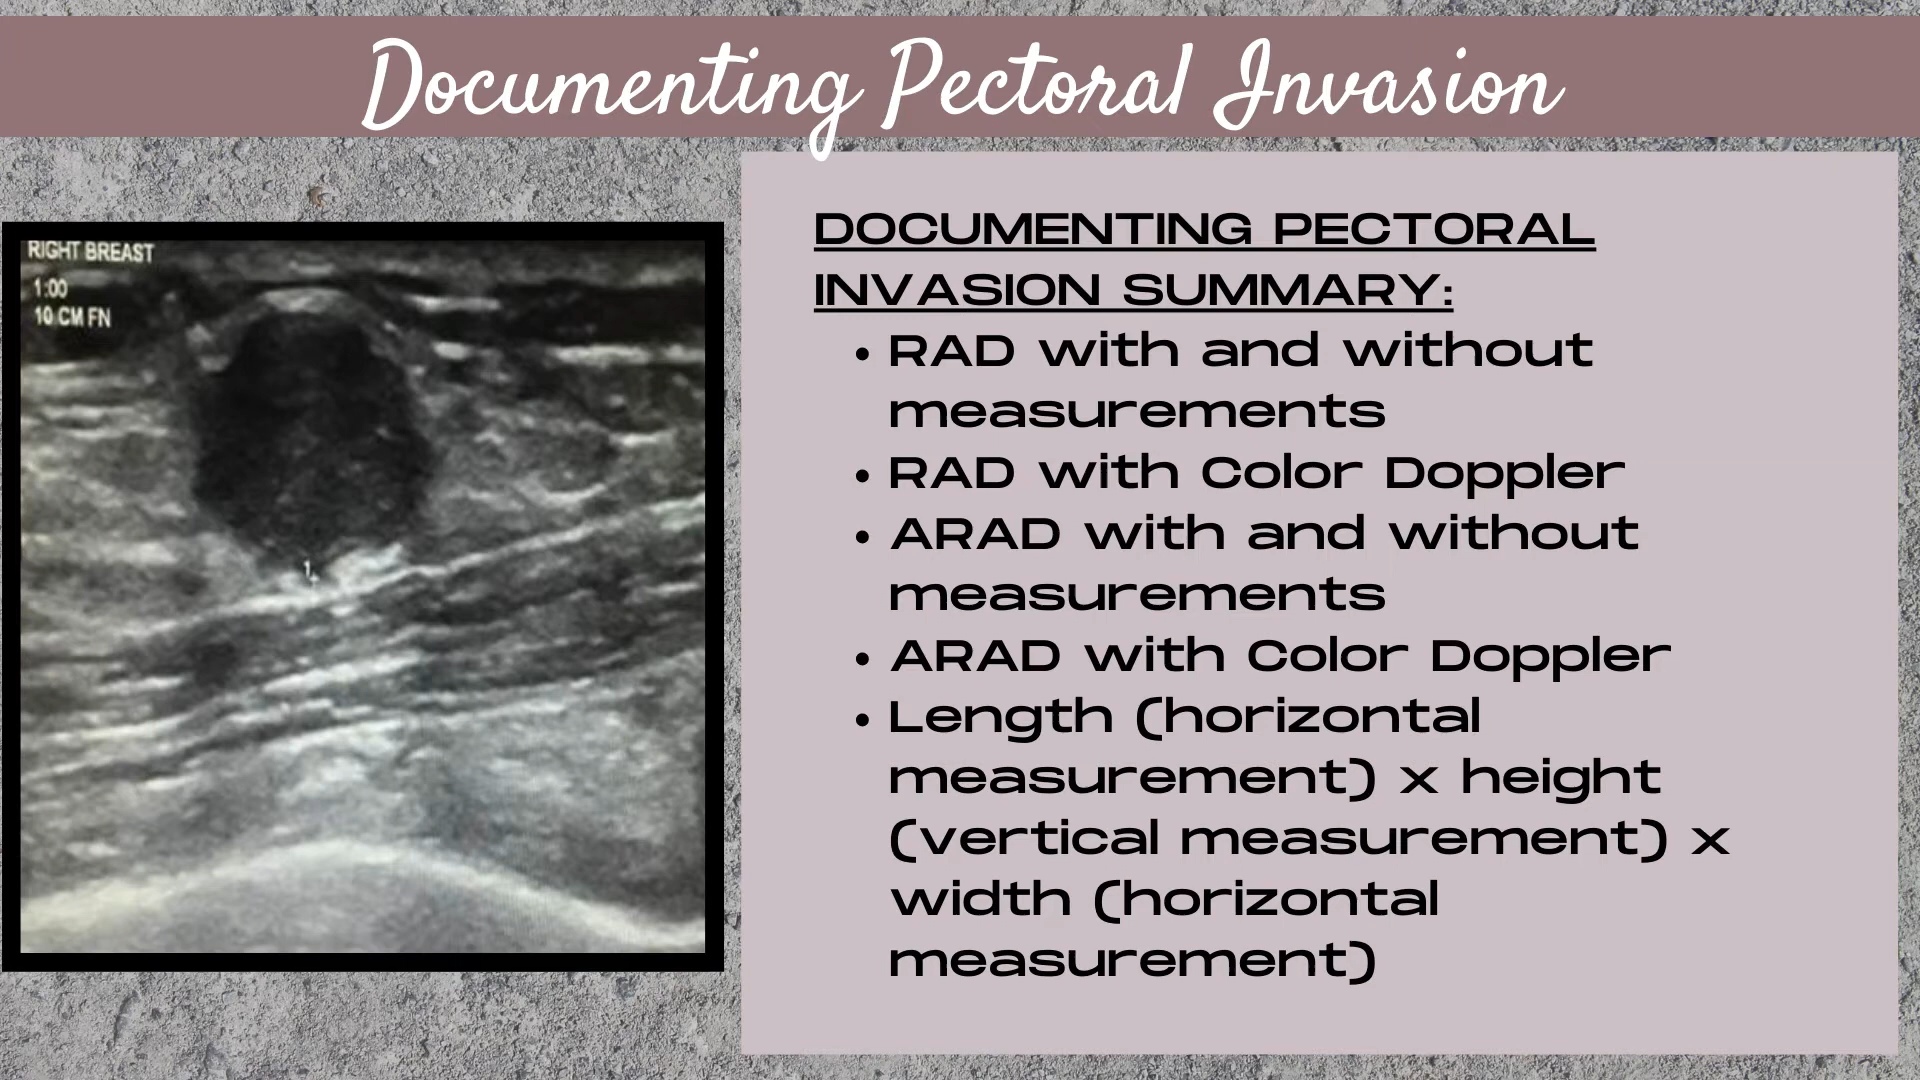 Documenting Pectoral Invasion
RIGHT BREAST
1:00
10 CM FN
1
DOCUMENTING PECTORAL
INVASION SUMMARY:
• RAD with and without
measurements
• RAD with Color Doppler
• ARAD with and without
measurements
• ARAD with Color Doppler
• Length (horizontal
measurement) x height
(vertical measurement) x
width (horizontal
measurement)